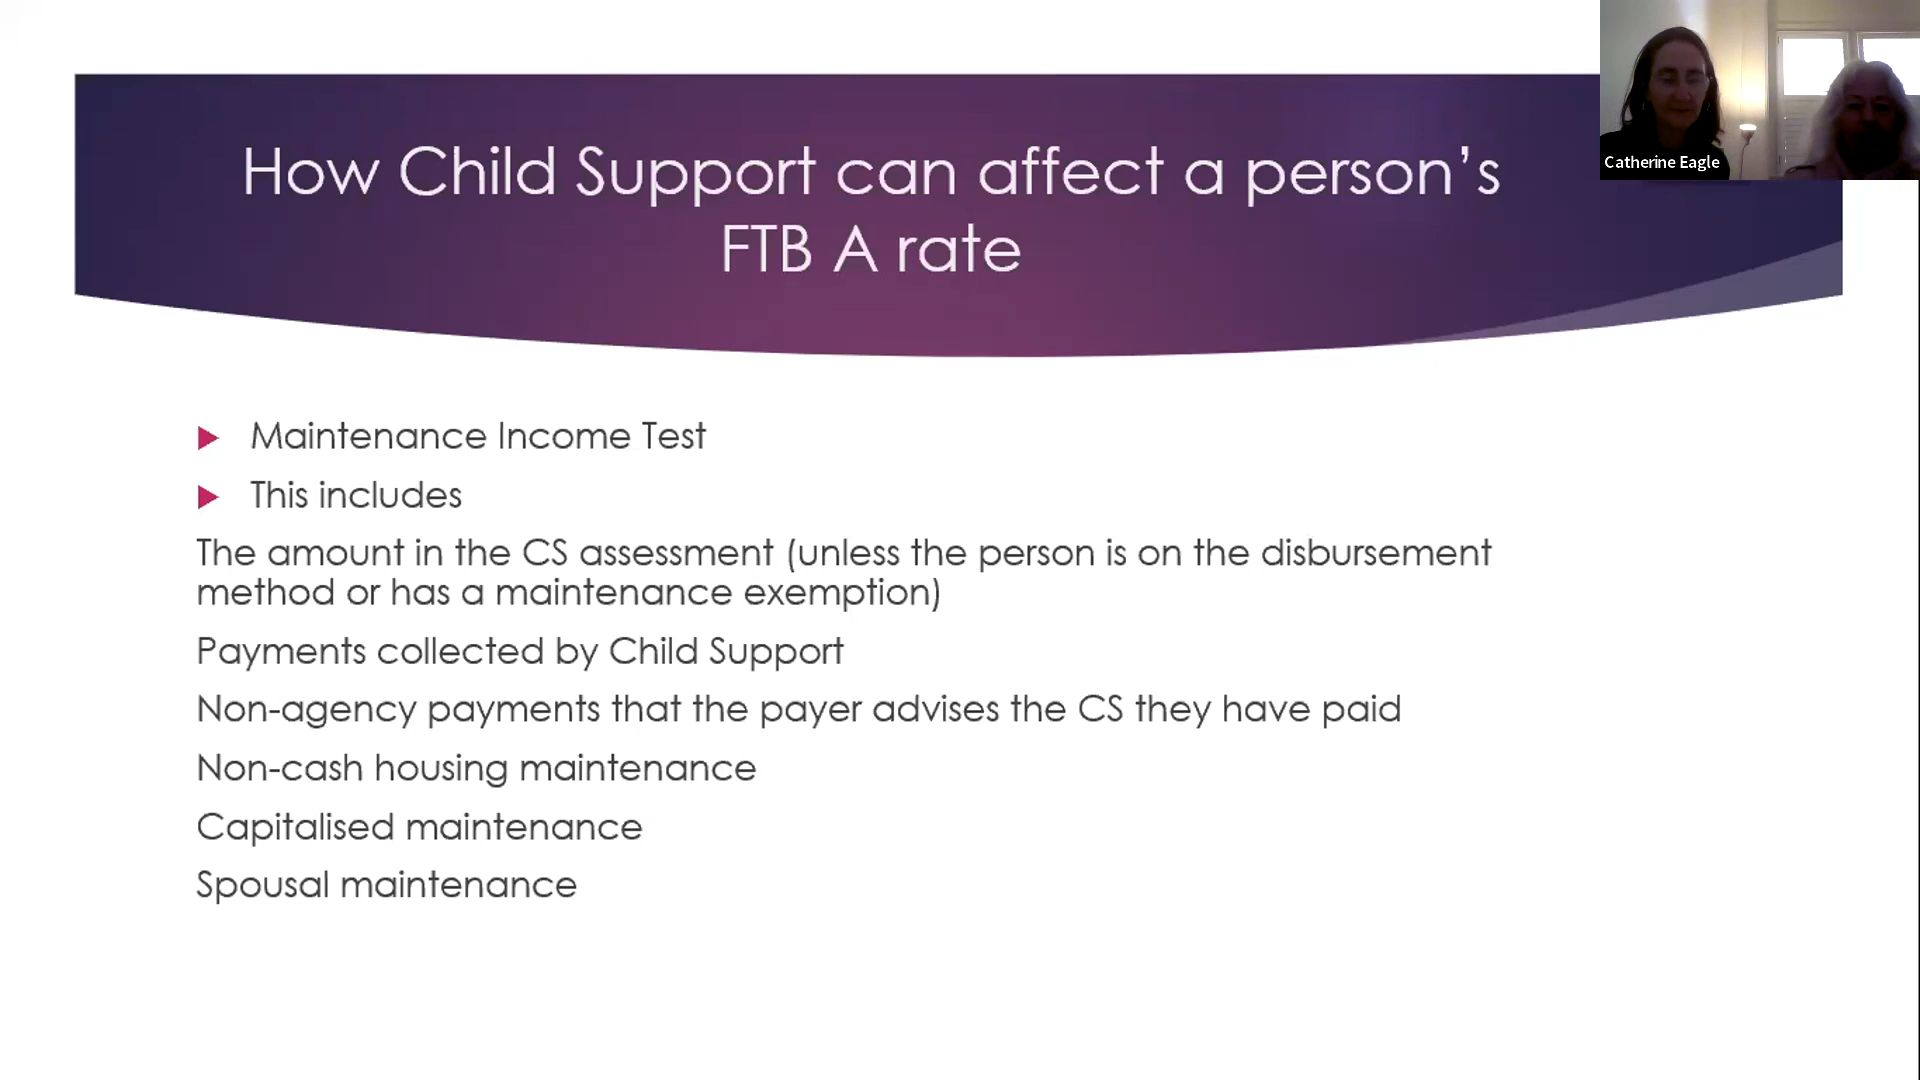 How Child Support can affect a person’s
FTB A rate
Catherine Eagle
Maintenance Income Test
This includes
The amount in the CS assessment (unless the person is on the disbursement
method or has a maintenance exemption)
Payments collected by Child Support
Non-agency payments that the payer advises the CS they have paid
Non-cash housing maintenance
Capitalised maintenance
Spousal maintenance